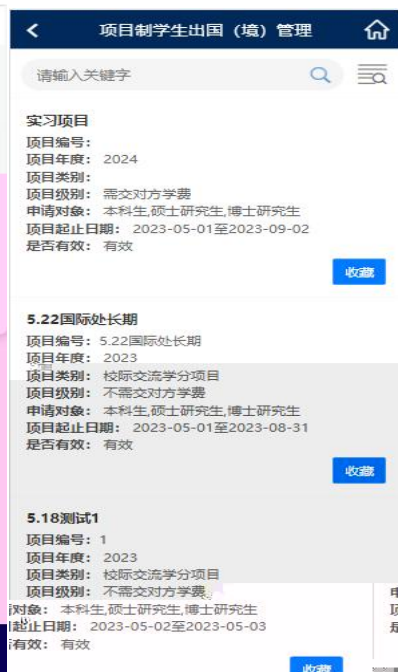 项目制学生出国（境）管理
请输入关键字
实习项目
项目编号：
项目年度： 2024
项目类别：
项目级别： 需交对方学费
申请对象： 本科生,硕士研究生,博士研究生
项目起止日期： 2023-05-01至2023-09-02
是否有效： 有效
收藏
5.22国际处长期
项目编号：5.22国际处长期
项目年度： 2023
项目类别： 校际交流学分项目
项目级别： 不需交对方学费
申请对象： 本科生,硕士研究生,博士研究生
项目起止日期： 2023-05-01至2023-08-31
是否有效： 有效
收藏
5.18测试1
项目编号：1
项目年度： 2023
项目类别： 校际交流学分项目
项目级别： 不需交对方学费
对象： 本科生,硕士研究生,博士研究生
起止日期： 2023-05-02至2023-05-03
有效： 有效
收藏